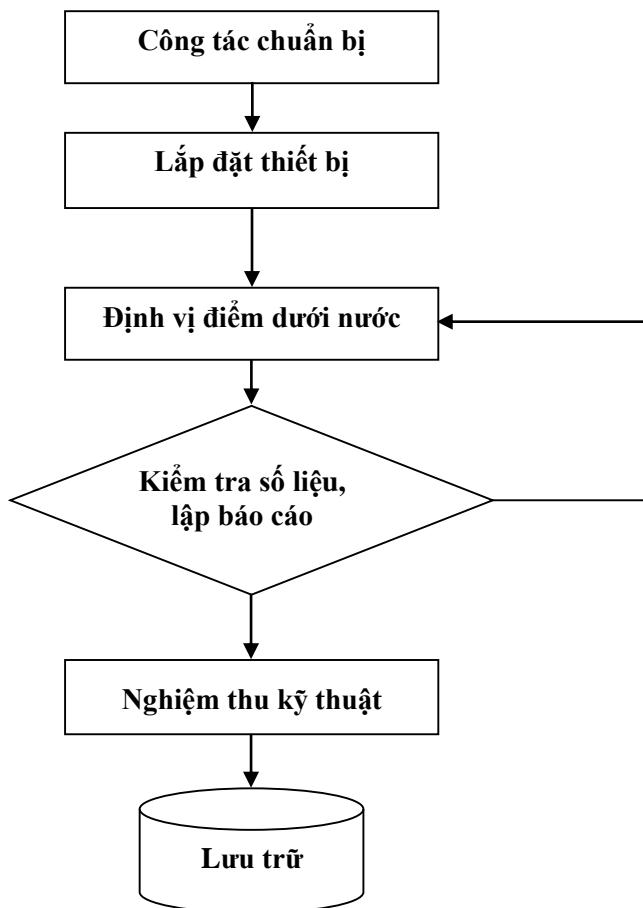 Công tác chuẩn bị
Lắp đặt thiết bị
Định vị điểm dưới nước
Kiểm tra số liệu,
lập báo cáo
Nghiệm thu kỹ thuật
Lưu trữ